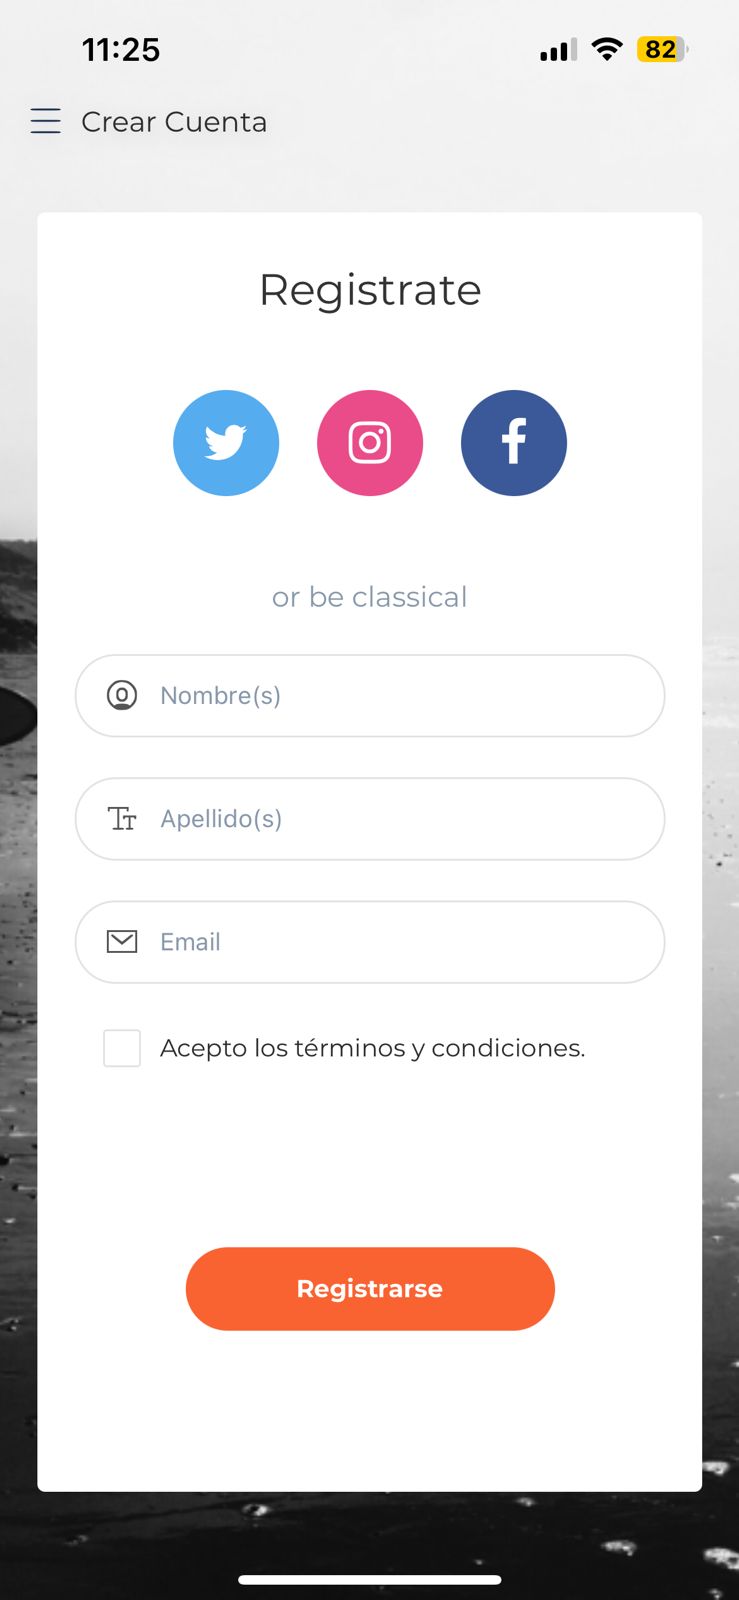 11:25
82
Crear Cuenta
Registrate
or be classical
Nombre(s)
Apellido(s)
Email
Acepto los términos y condiciones.
Registrarse